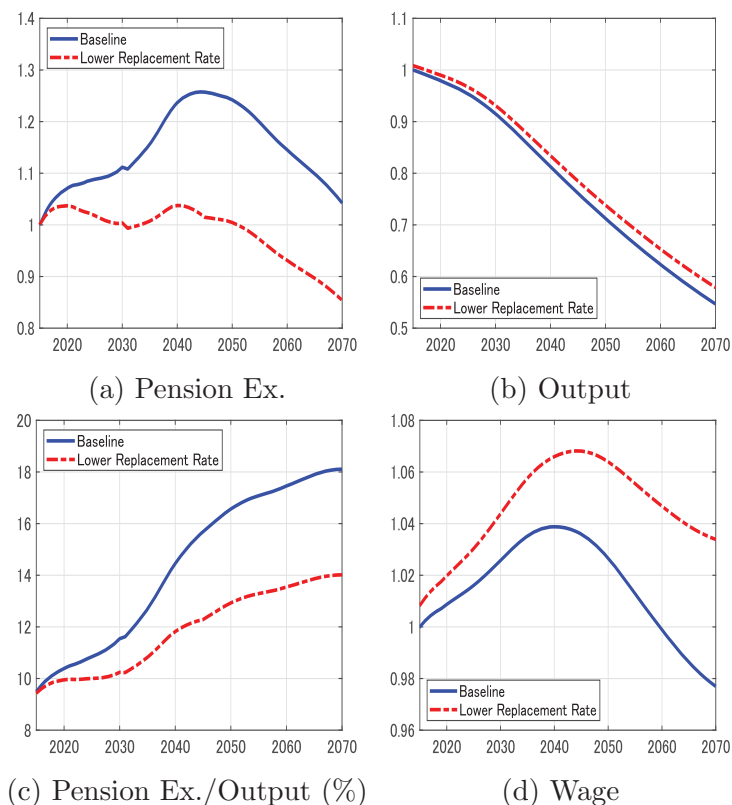 1.4
1.3
1.2
1.1
1
0.9
0.8
Baseline
Lower Replacement Rate
2020 2030 2040 2050 2060 2070
(a) Pension Ex.
1.1
1
0.9
0.8
0.7
0.6
0.5
Baseline
Lower Replacement Rate
2020 2030 2040 2050 2060 2070
(b) Output
20
18
16
14
12
10
8
Baseline
Lower Replacement Rate
2020 2030 2040 2050 2060 2070
(c) Pension Ex./Output (%)
1.08
1.06
1.04
1.02
1
0.98
0.96
Baseline
Lower Replacement Rate
2020 2030 2040 2050 2060 2070
(d) Wage